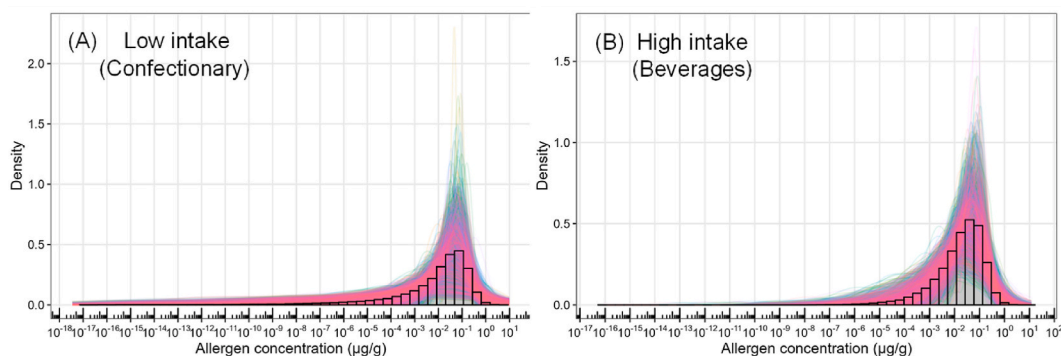 (A) Low intake
(Confectionary)
2.0
1.5
1.0
0.5
0.0
Density
10-18 10-17 10-16 10-15 10-14 10-13 10-12 10-11 10-10 10-9 10-8 10-7 10-6 10-5 10-4 10-3 10-2 10-1 100 101
Allergen concentration (µg/g)
(B) High intake
(Beverages)
1.5
1.0
0.5
0.0
Density
10-17 10-16 10-15 10-14 10-13 10-12 10-11 10-10 10-9 10-8 10-7 10-6 10-5 10-4 10-3 10-2 10-1 100 101 102
Allergen concentration (µg/g)